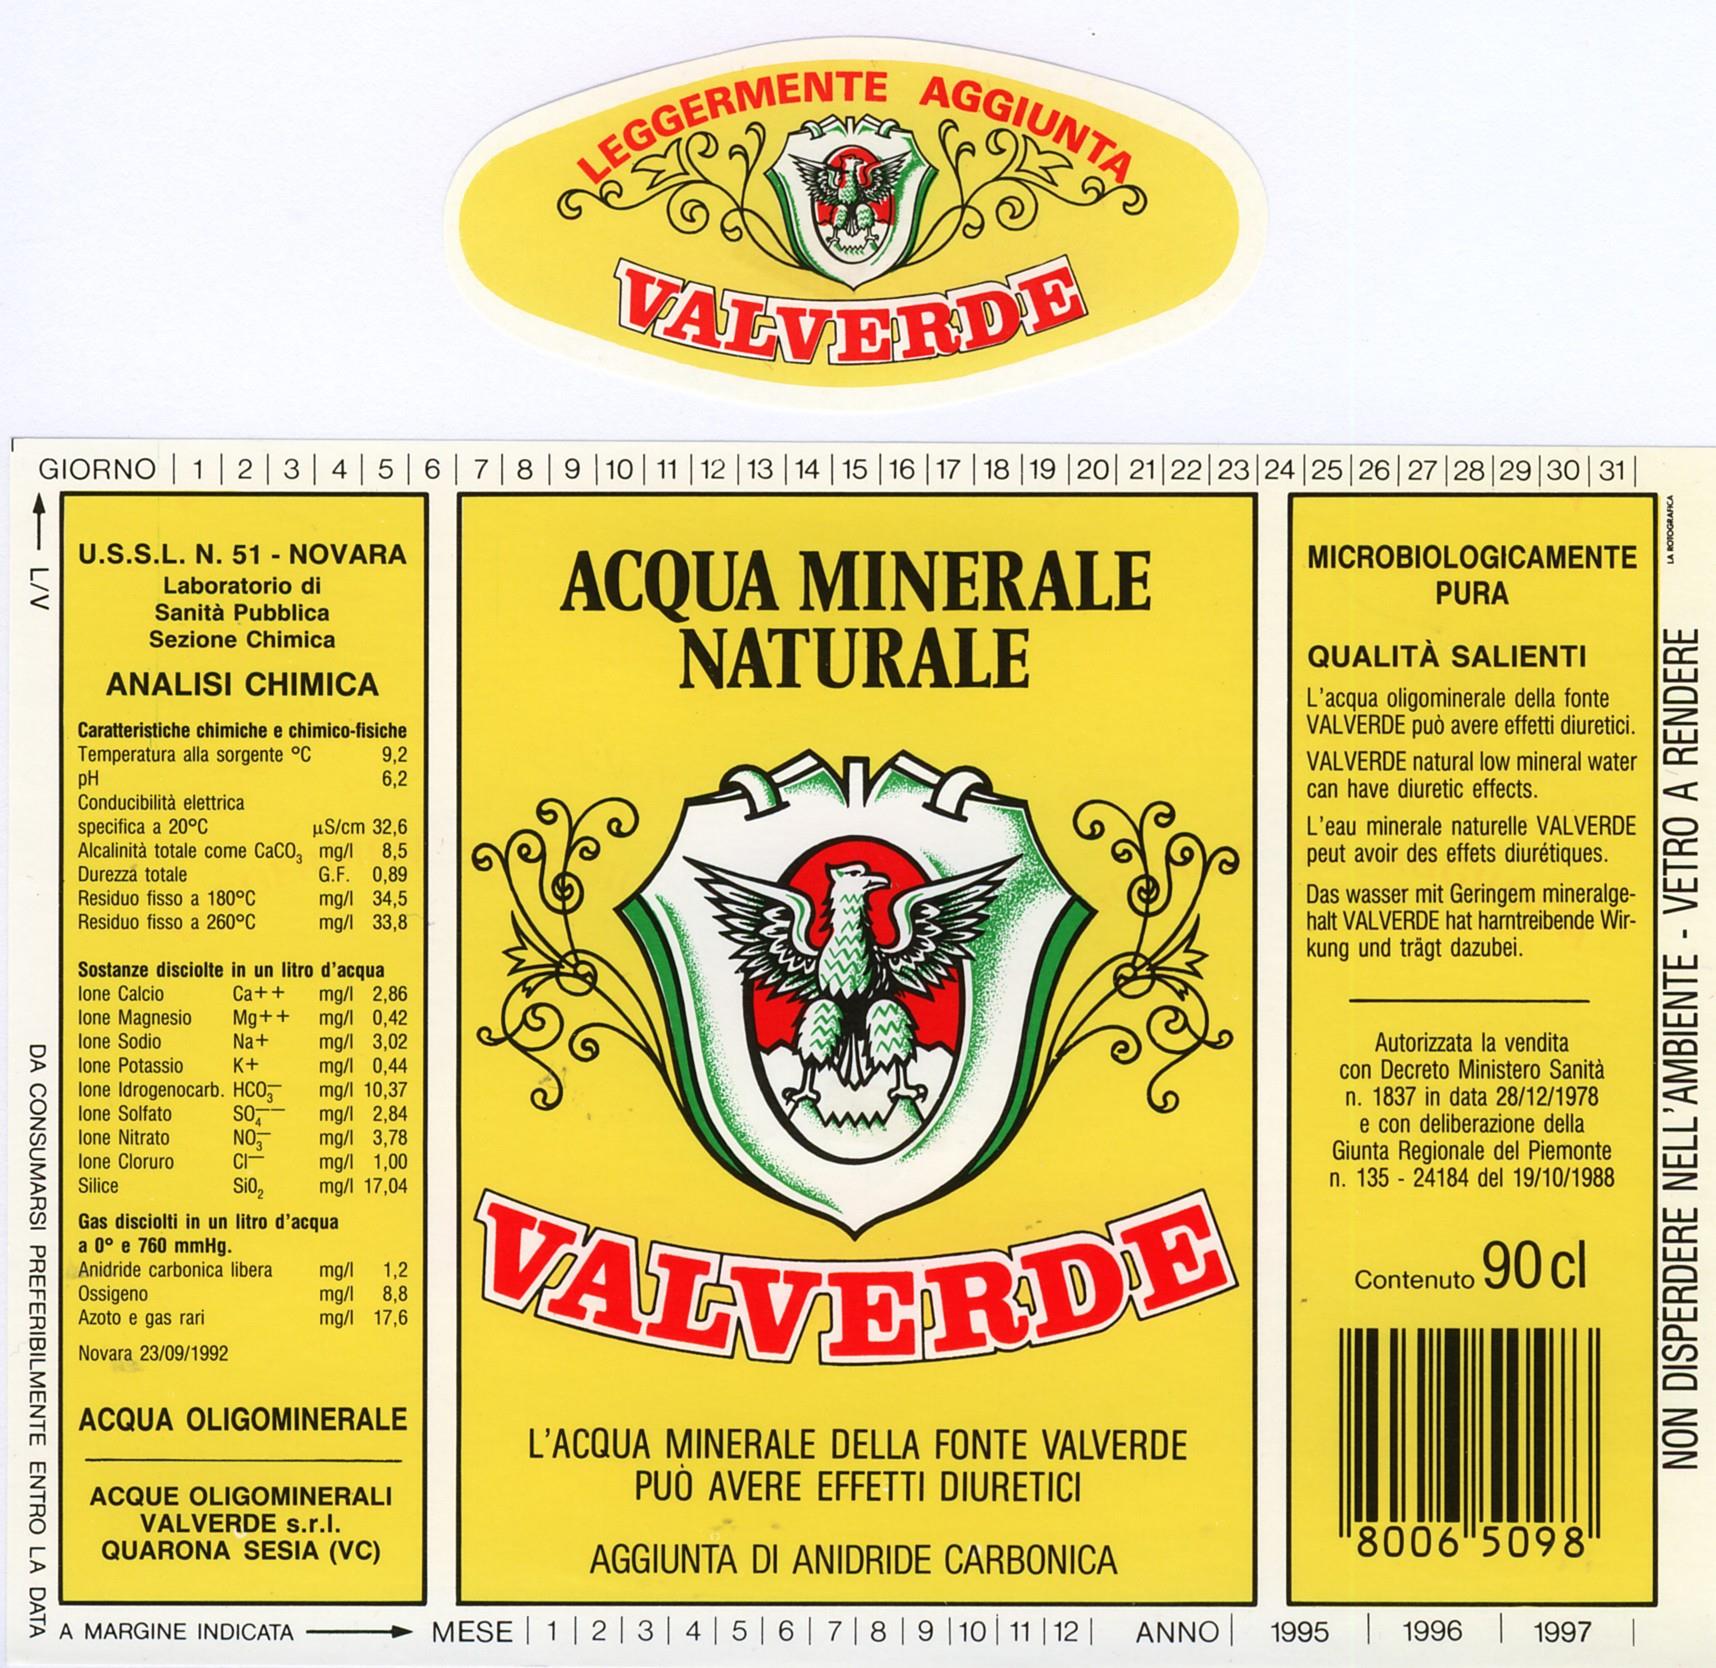 LEGGERMENTE AGGIUNTA
VALVERDE
GIORNO | 1 | 2 | 3 | 4 | 5 | 6 | 7 | 8 | 9 | 10 | 11 | 12 | 13 | 14 | 15 | 16 | 17 | 18 | 19 | 20 | 21 | 22 | 23 | 24 | 25 | 26 | 27 | 28 | 29 | 30 | 31 |
L/V
DA CONSUMARSI PREFERIBILMENTE ENTRO LA DATA
U.S.S.L. N. 51 - NOVARA
Laboratorio di
Sanità Pubblica
Sezione Chimica
ANALISI CHIMICA
Caratteristiche chimiche e chimico-fisiche
Temperatura alla sorgente °C 9,2
pH 6,2
Conducibilità elettrica
specifica a 20°C µS/cm 32,6
Alcalinità totale come CaCO3 mg/l 8,5
Durezza totale G.F. 0,89
Residuo fisso a 180°C mg/l 34,5
Residuo fisso a 260°C mg/l 33,8
Sostanze disciolte in un litro d'acqua
Ione Calcio Ca++ mg/l 2,86
Ione Magnesio Mg++ mg/l 0,42
Ione Sodio Na+ mg/l 3,02
Ione Potassio K+ mg/l 0,44
Ione Idrogenocarb. HCO3− mg/l 10,37
Ione Solfato SO4−− mg/l 2,84
Ione Nitrato NO3− mg/l 3,78
Ione Cloruro Cl− mg/l 1,00
Silice SiO2 mg/l 17,04
Gas disciolti in un litro d'acqua
a 0° e 760 mmHg.
Anidride carbonica libera mg/l 1,2
Ossigeno mg/l 8,8
Azoto e gas rari mg/l 17,6
Novara 23/09/1992
ACQUA OLIGOMINERALE
ACQUE OLIGOMINERALI
VALVERDE s.r.l.
QUARONA SESIA (VC)
ACQUA MINERALE
NATURALE
VALVERDE
L'ACQUA MINERALE DELLA FONTE VALVERDE
PUÒ AVERE EFFETTI DIURETICI
AGGIUNTA DI ANIDRIDE CARBONICA
MICROBIOLOGICAMENTE
PURA
QUALITÀ SALIENTI
L'acqua oligominerale della fonte
VALVERDE può avere effetti diuretici.
VALVERDE natural low mineral water
can have diuretic effects.
L'eau minerale naturelle VALVERDE
peut avoir des effets diurétiques.
Das wasser mit Geringem mineralge-
halt VALVERDE hat harntreibende Wir-
kung und trägt dazubei.
Autorizzata la vendita
con Decreto Ministero Sanità
n. 1837 in data 28/12/1978
e con deliberazione della
Giunta Regionale del Piemonte
n. 135 - 24184 del 19/10/1988
Contenuto 90 cl
8006 5098
LA ROTOGRAFICA
NON DISPERDERE NELL'AMBIENTE - VETRO A RENDERE
A MARGINE INDICATA
MESE | 1 | 2 | 3 | 4 | 5 | 6 | 7 | 8 | 9 | 10 | 11 | 12 | ANNO | 1995 | 1996 | 1997 |